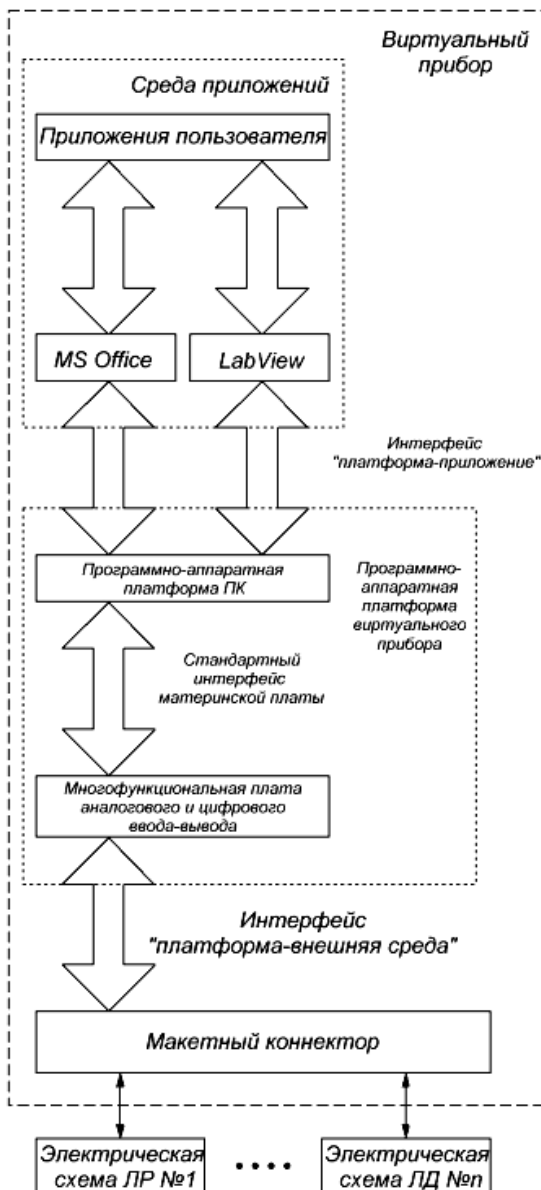 Виртуальный
прибор
Среда приложений
Приложения пользователя
MS Office
LabView
Интерфейс
"платформа-приложение"
Программно-аппаратная
платформа ПК
Программно-
аппаратная
платформа
виртуального
прибора
Стандартный
интерфейс
материнской платы
Многофункциональная плата
аналогового и цифрового
ввода-вывода
Интерфейс
"платформа-внешняя среда"
Макетный коннектор
Электрическая
схема ЛР №1
Электрическая
схема ЛД №n